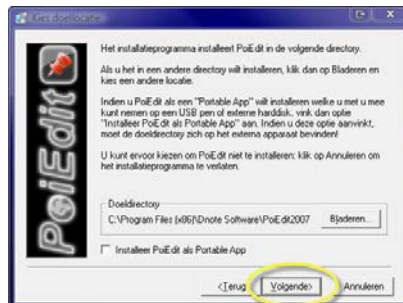 Kies doellocatie
Het installatieprogramma installeert PoiEdit in de volgende directory.
Als u het in een andere directory wilt installeren, klik dan op Bladeren en
kies een andere locatie.
Indien u PoiEdit als een "Portable App" wilt installeren welke u met u mee
kunt nemen op een USB pen of externe harddisk, vink dan optie
"Installeer PoiEdit als Portable App" aan. Indien u deze optie aanvinkt,
moet de doeldirectory zich op het externa apparaat bevinden!
U kunt ervoor kiezen om PoiEdit niet te installeren: klik op Annuleren om
het installatieprogramma te verlaten.
PoiEdit
Doeldirectory
C:\Program Files (x86)\Dnote Software\PoiEdit2007 Bladeren...
Installeer PoiEdit als Portable App
<Terug Volgende> Annuleren